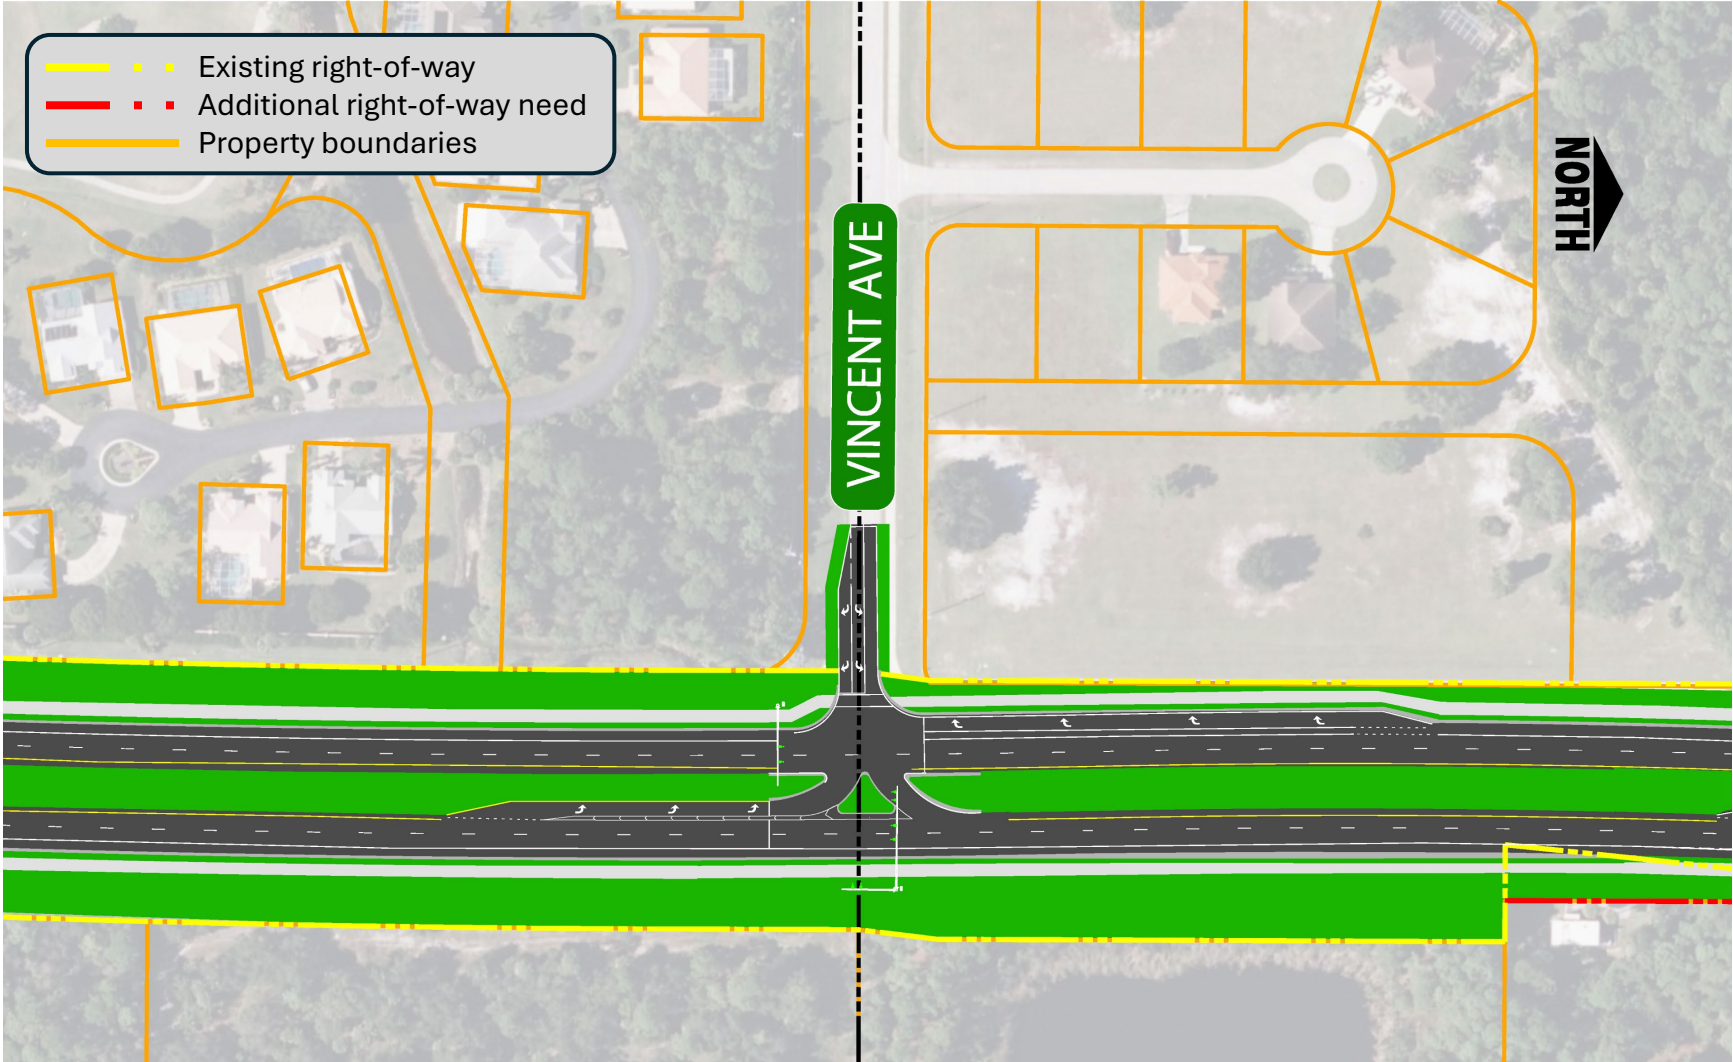 Existing right-of-way
Additional right-of-way need
Property boundaries
NORTH
VINCENT AVE